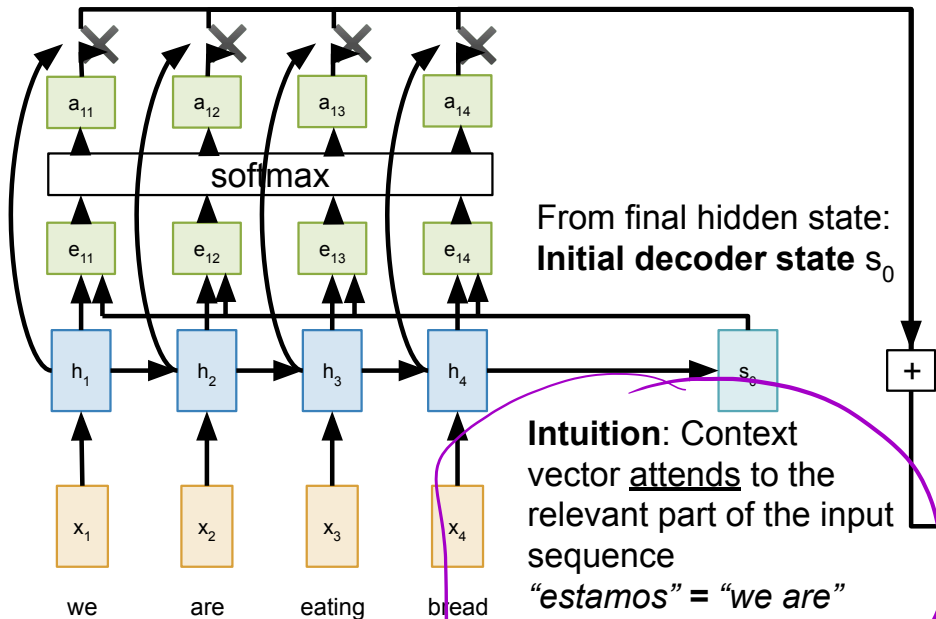 a11 a12 a13 a14
softmax
e11 e12 e13 e14
From final hidden state:
Initial decoder state s0
h1 h2 h3 h4 s0
+
Intuition: Context
vector attends to the
relevant part of the input
sequence
“estamos” = “we are”
x1 x2 x3 x4
we are eating bread